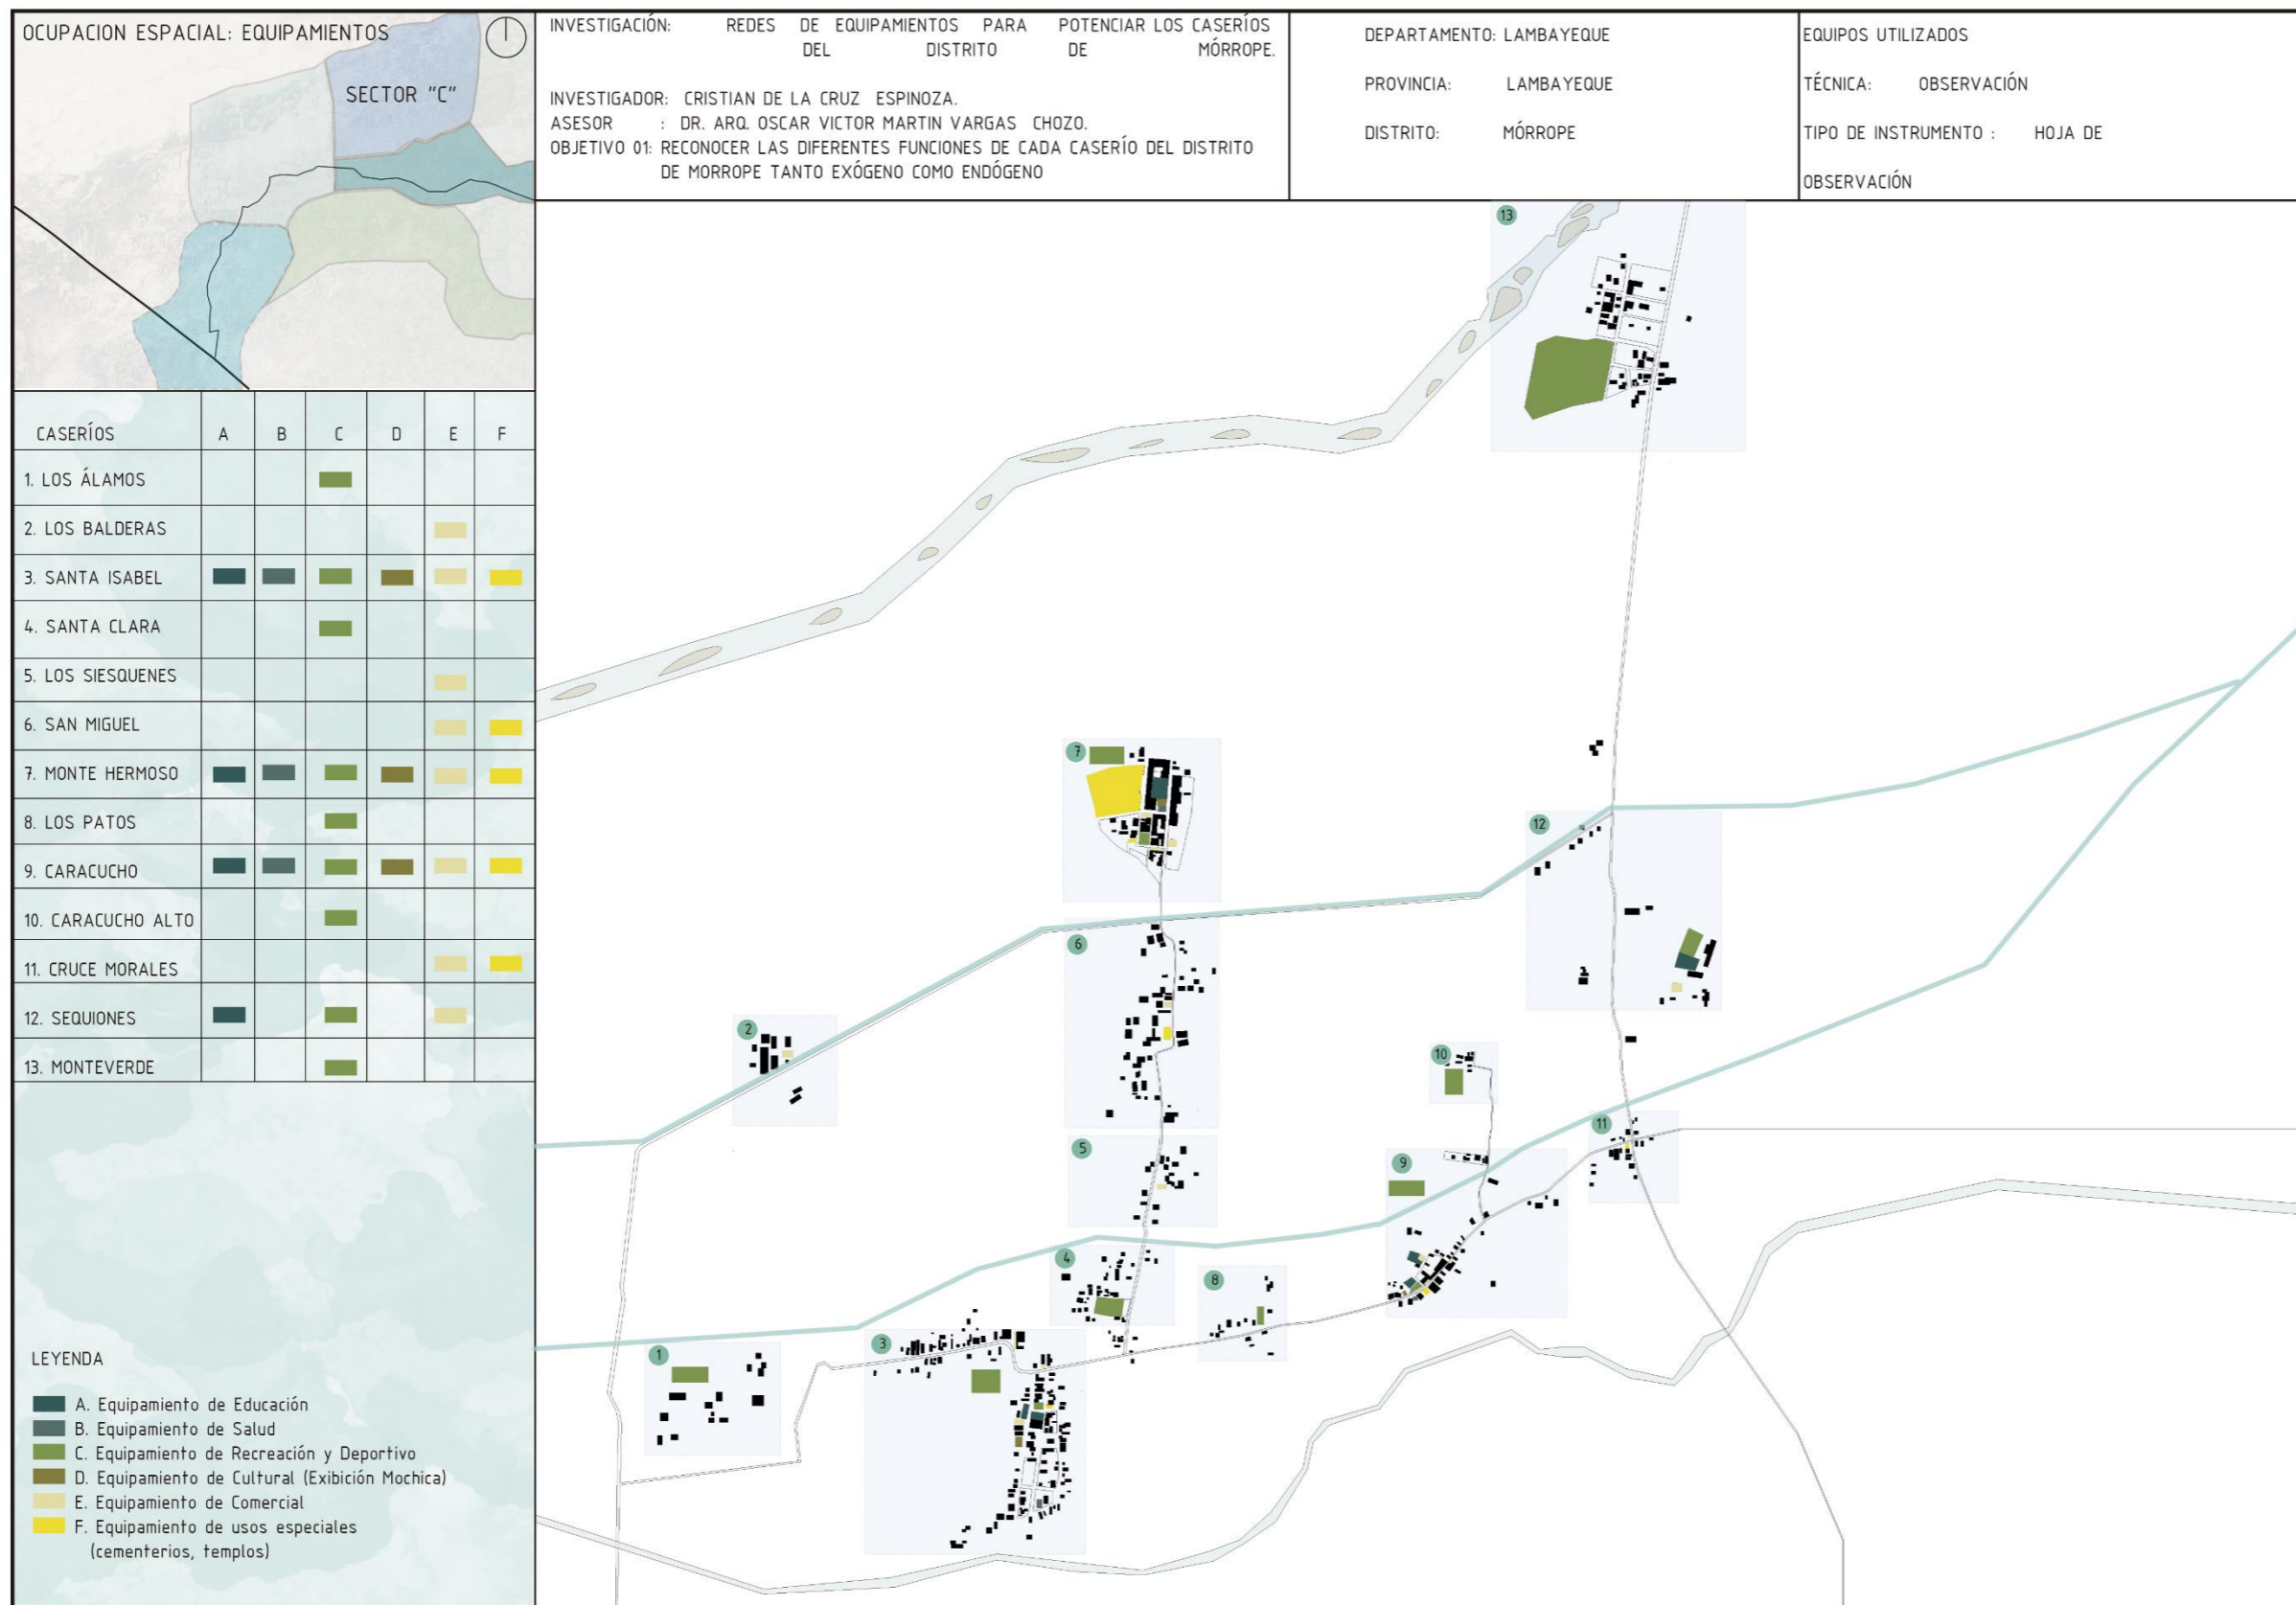 OCUPACION ESPACIAL: EQUIPAMIENTOS
SECTOR "C"
INVESTIGACIÓN: REDES DE EQUIPAMIENTOS PARA POTENCIAR LOS CASERÍOS
DEL DISTRITO DE MÓRROPE.
INVESTIGADOR: CRISTIAN DE LA CRUZ ESPINOZA.
ASESOR : DR. ARQ. OSCAR VICTOR MARTIN VARGAS CHOZO.
OBJETIVO 01: RECONOCER LAS DIFERENTES FUNCIONES DE CADA CASERÍO DEL DISTRITO
DE MORROPE TANTO EXÓGENO COMO ENDÓGENO
DEPARTAMENTO: LAMBAYEQUE
PROVINCIA: LAMBAYEQUE
DISTRITO: MÓRROPE
EQUIPOS UTILIZADOS
TÉCNICA: OBSERVACIÓN
TIPO DE INSTRUMENTO : HOJA DE
OBSERVACIÓN
CASERÍOS A B C D E F
1. LOS ÁLAMOS
2. LOS BALDERAS
3. SANTA ISABEL
4. SANTA CLARA
5. LOS SIESQUENES
6. SAN MIGUEL
7. MONTE HERMOSO
8. LOS PATOS
9. CARACUCHO
10. CARACUCHO ALTO
11. CRUCE MORALES
12. SEQUIONES
13. MONTEVERDE
LEYENDA
A. Equipamiento de Educación
B. Equipamiento de Salud
C. Equipamiento de Recreación y Deportivo
D. Equipamiento de Cultural (Exibición Mochica)
E. Equipamiento de Comercial
F. Equipamiento de usos especiales
(cementerios, templos)
13
7
12
6
2
10
11
5
9
4
8
3
1